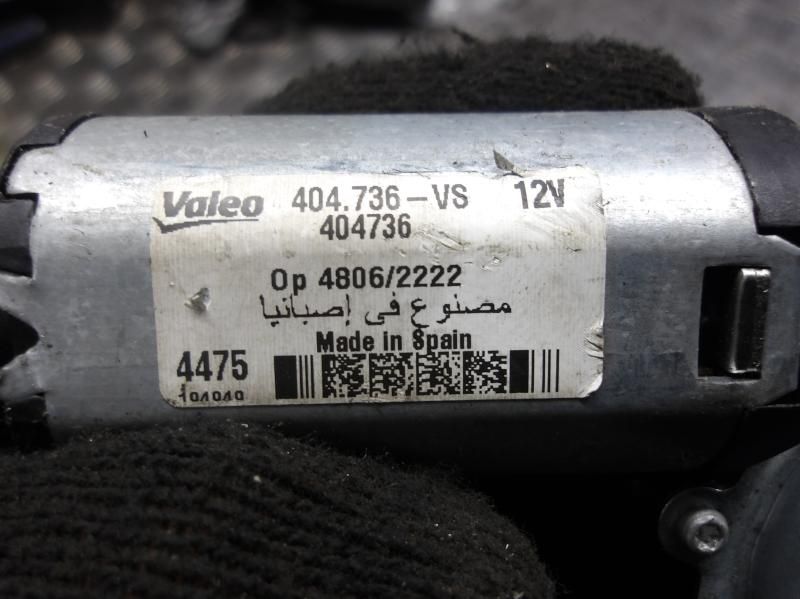 Valeo 404.736-VS 12V
404736
Op 4806/2222
مصنوع في إصبانيا
Made in Spain
4475